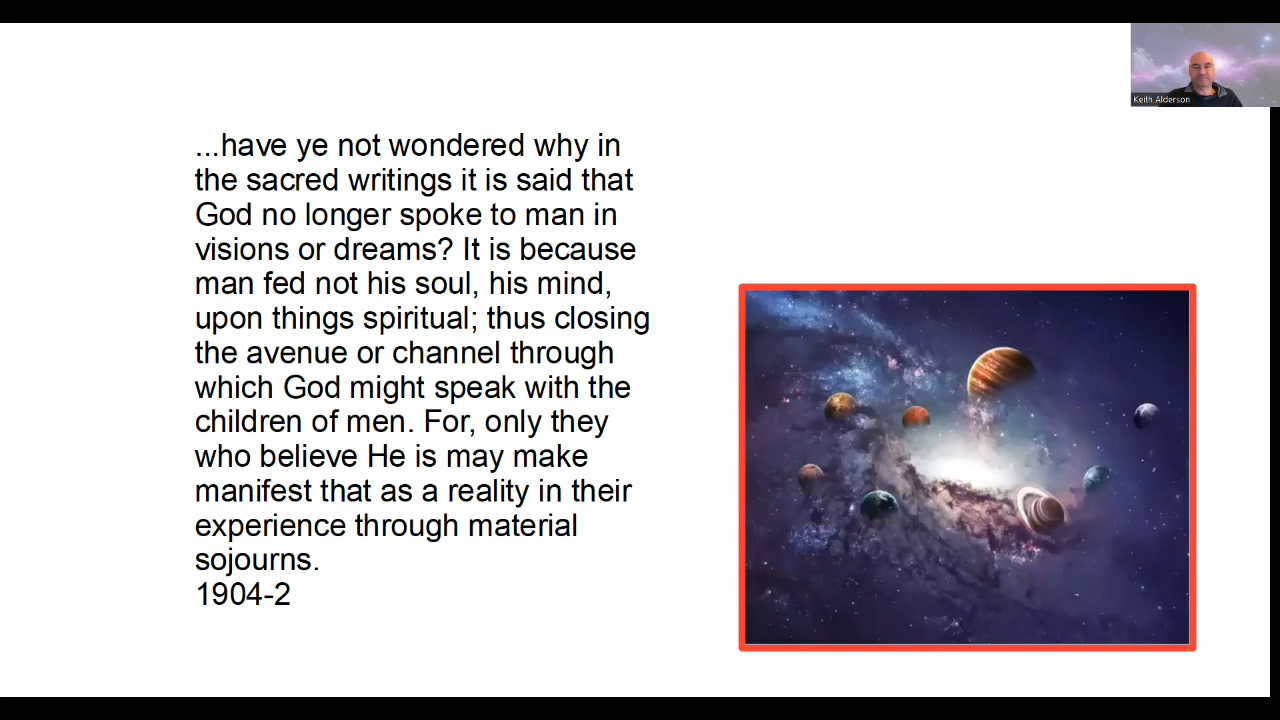 Keith Alderson
...have ye not wondered why in
the sacred writings it is said that
God no longer spoke to man in
visions or dreams? It is because
man fed not his soul, his mind,
upon things spiritual; thus closing
the avenue or channel through
which God might speak with the
children of men. For, only they
who believe He is may make
manifest that as a reality in their
experience through material
sojourns.
1904-2